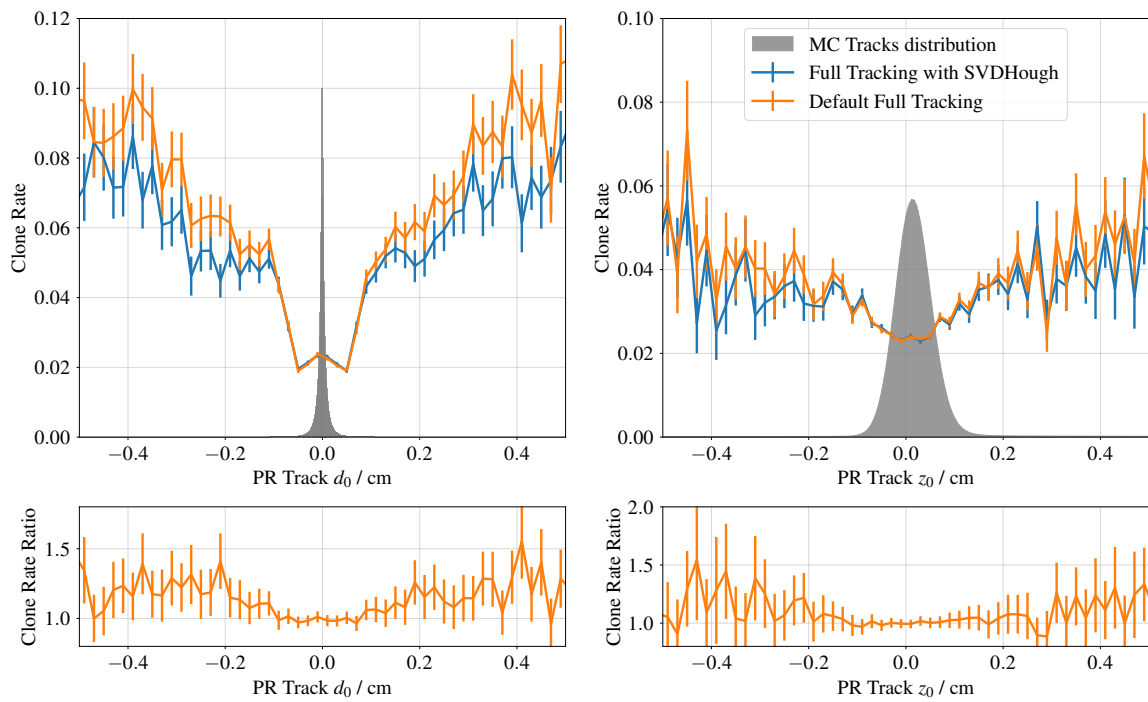 0.12
0.10
0.08
0.06
0.04
0.02
0.00
Clone Rate
−0.4 −0.2 0.0 0.2 0.4
PR Track d₀ / cm
0.10
0.08
0.06
0.04
0.02
0.00
Clone Rate
MC Tracks distribution
Full Tracking with SVDHough
Default Full Tracking
−0.4 −0.2 0.0 0.2 0.4
PR Track z₀ / cm
1.5
1.0
Clone Rate Ratio
−0.4 −0.2 0.0 0.2 0.4
PR Track d₀ / cm
2.0
1.5
1.0
Clone Rate Ratio
−0.4 −0.2 0.0 0.2 0.4
PR Track z₀ / cm